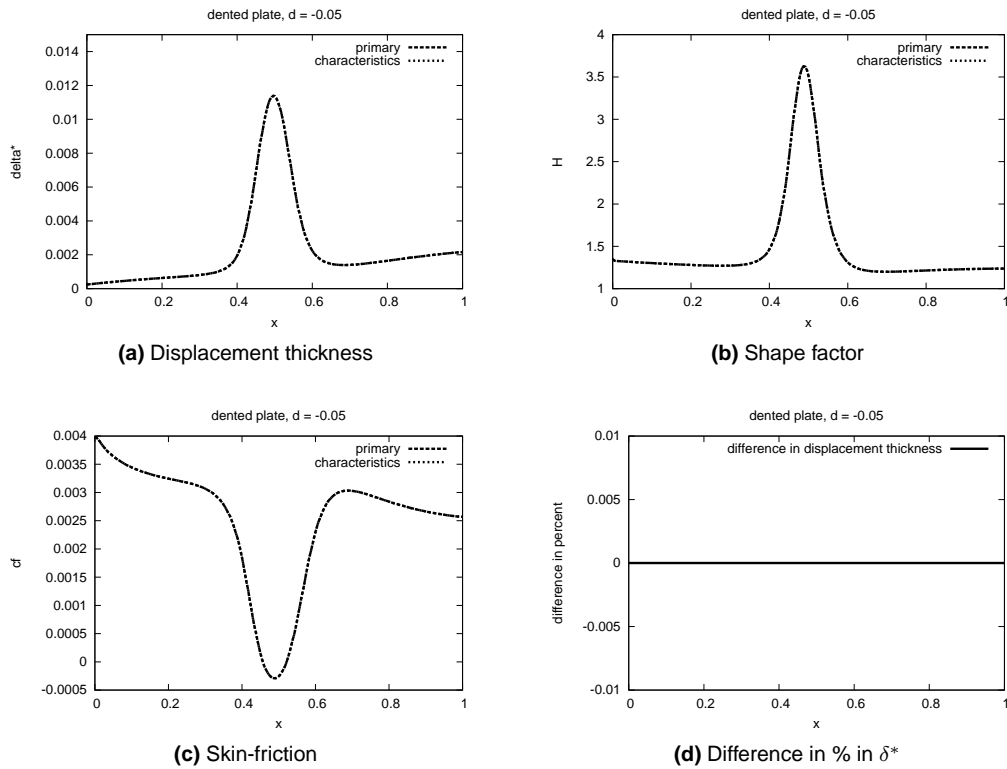 dented plate, d = -0.05
0.014
0.012
0.01
0.008
0.006
0.004
0.002
0
delta*
primary
characteristics
0 0.2 0.4 0.6 0.8 1
x
(a) Displacement thickness
dented plate, d = -0.05
4
3.5
3
2.5
2
1.5
1
H
primary
characteristics
0 0.2 0.4 0.6 0.8 1
x
(b) Shape factor
dented plate, d = -0.05
0.004
0.0035
0.003
0.0025
0.002
0.0015
0.001
0.0005
0
-0.0005
cf
primary
characteristics
0 0.2 0.4 0.6 0.8 1
x
(c) Skin-friction
dented plate, d = -0.05
0.01
0.005
0
-0.005
-0.01
difference in percent
difference in displacement thickness
0 0.2 0.4 0.6 0.8 1
x
(d) Difference in % in δ*